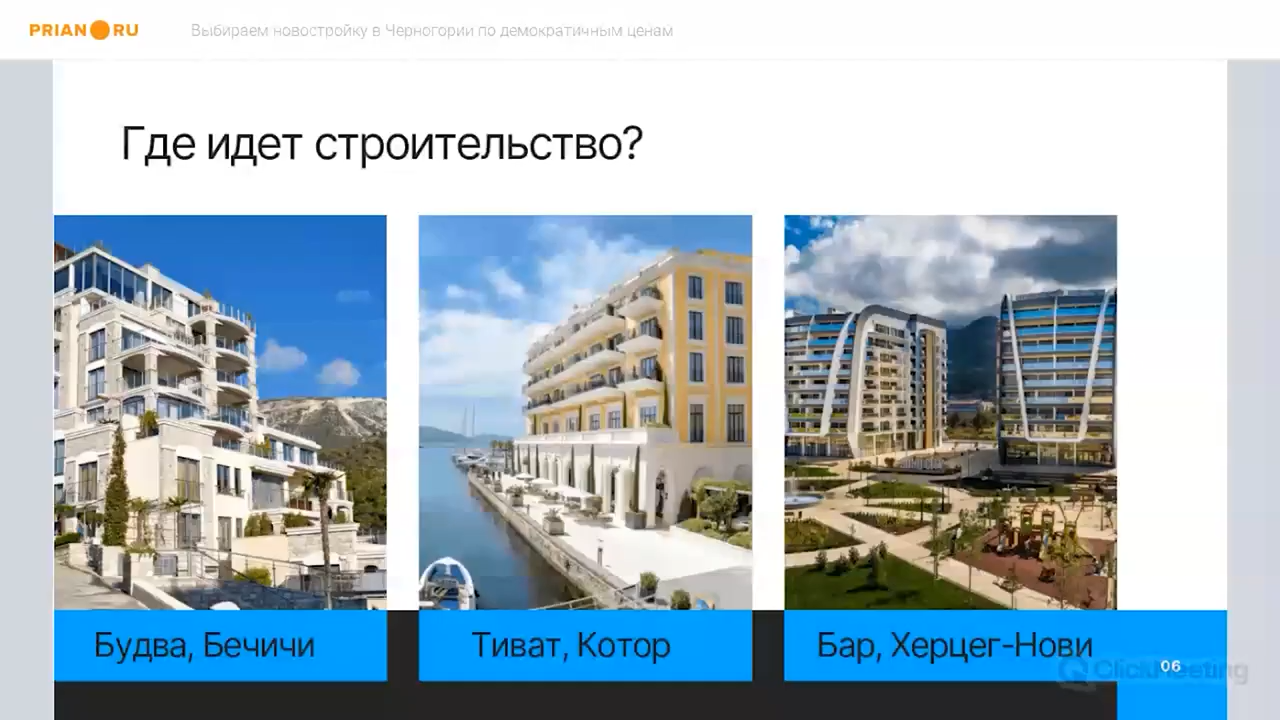 PRIAN RU
Выбираем новостройку в Черногории по демократичным ценам
Где идет строительство?
Будва, Бечичи
Тиват, Котор
Бар, Херцег-Нови
06
ClickMeeting